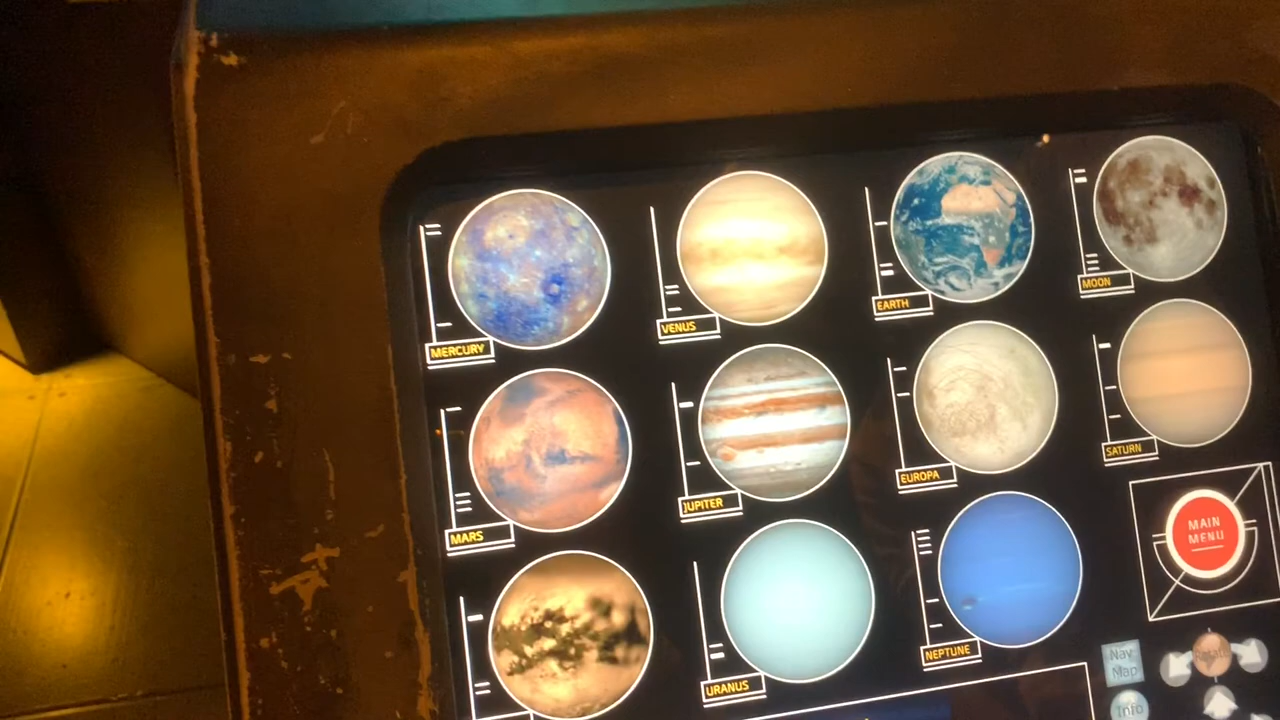 MERCURY
VENUS
EARTH
MOON
MARS
JUPITER
EUROPA
SATURN
URANUS
NEPTUNE
MAIN
MENU
Nav
Map
Info